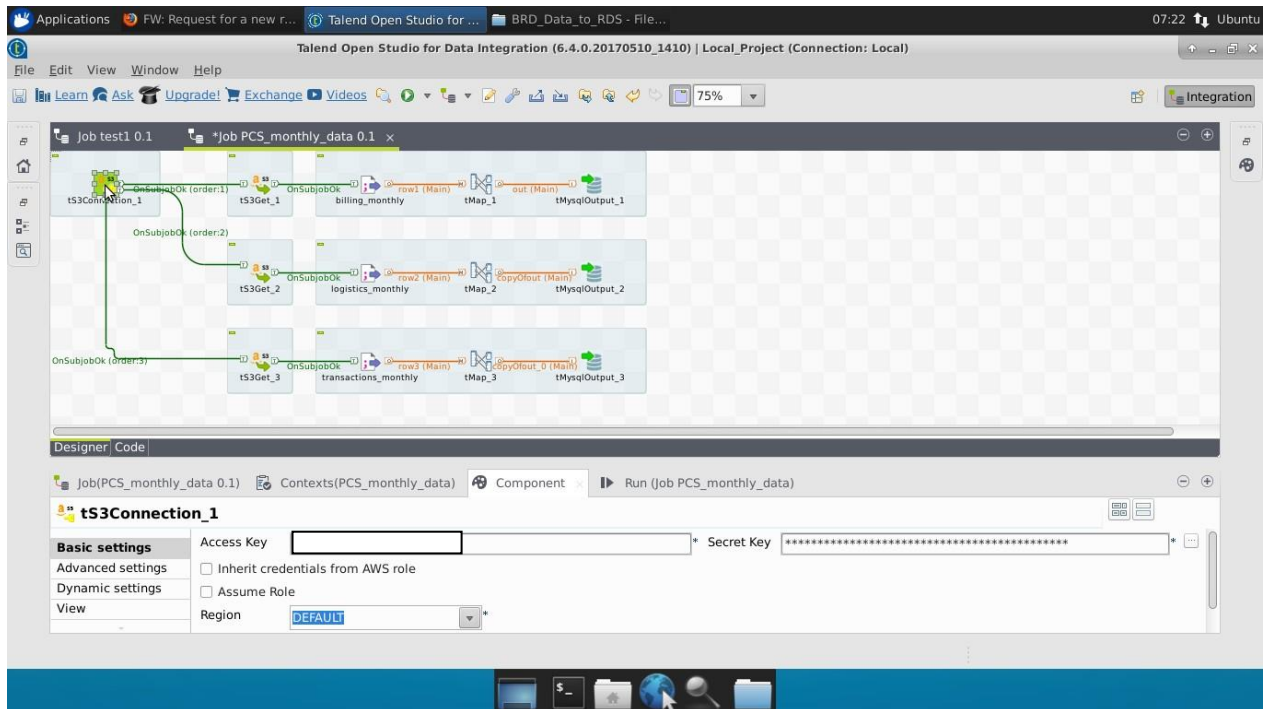 Applications FW: Request for a new r... Talend Open Studio for ... BRD_Data_to_RDS - File... 07:22 Ubuntu
Talend Open Studio for Data Integration (6.4.0.20170510_1410) | Local_Project (Connection: Local)
File Edit View Window Help
Learn Ask Upgrade! Exchange Videos 75% Integration
Job test1 0.1 *Job PCS_monthly_data 0.1
OnSubjobOk (order:1) OnSubjobOk row1 (Main) out (Main)
tS3Connection_1 tS3Get_1 billing_monthly tMap_1 tMysqlOutput_1
OnSubjobOk (order:2)
OnSubjobOk row2 (Main) copyOfout (Main)
tS3Get_2 logistics_monthly tMap_2 tMysqlOutput_2
OnSubjobOk (order:3) OnSubjobOk row3 (Main) copyOfout_0 (Main)
tS3Get_3 transactions_monthly tMap_3 tMysqlOutput_3
Designer Code
Job(PCS_monthly_data 0.1) Contexts(PCS_monthly_data) Component Run (Job PCS_monthly_data)
tS3Connection_1
Basic settings Access Key * Secret Key ******************************************** * ...
Advanced settings Inherit credentials from AWS role
Dynamic settings Assume Role
View Region DEFAULT *
$_